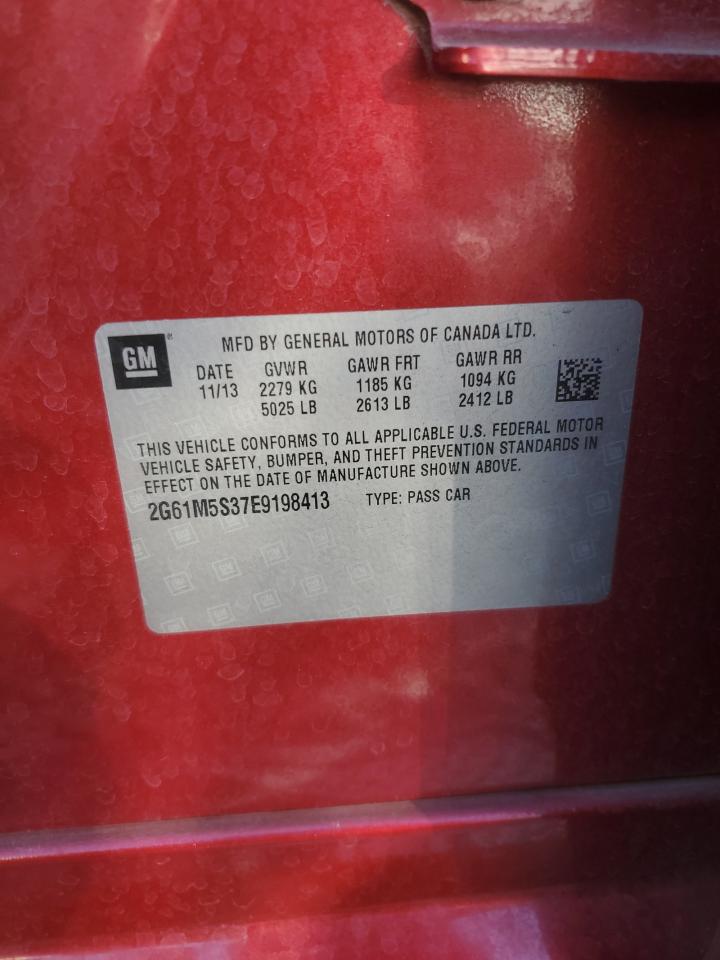 GM®
MFD BY GENERAL MOTORS OF CANADA LTD.
DATE GVWR GAWR FRT GAWR RR
11/13 2279 KG 1185 KG 1094 KG
5025 LB 2613 LB 2412 LB
THIS VEHICLE CONFORMS TO ALL APPLICABLE U.S. FEDERAL MOTOR
VEHICLE SAFETY, BUMPER, AND THEFT PREVENTION STANDARDS IN
EFFECT ON THE DATE OF MANUFACTURE SHOWN ABOVE.
2G61M5S37E9198413 TYPE: PASS CAR